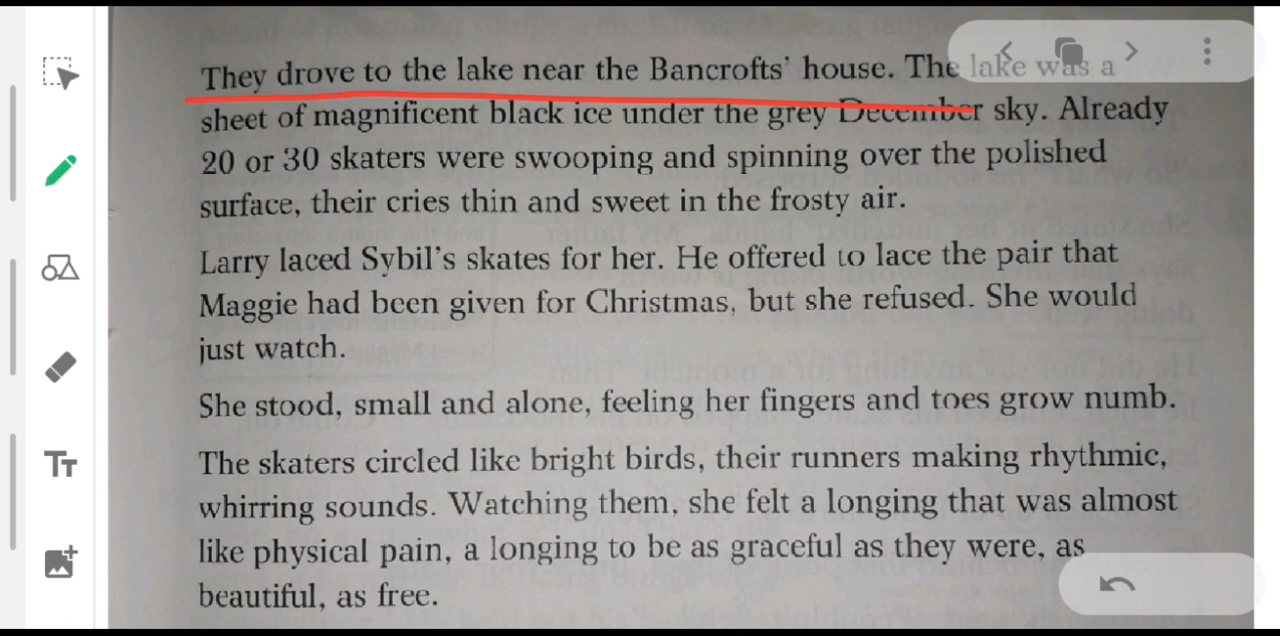 They drove to the lake near the Bancrofts' house. The lake was a
sheet of magnificent black ice under the grey December sky. Already
20 or 30 skaters were swooping and spinning over the polished
surface, their cries thin and sweet in the frosty air.
Larry laced Sybil's skates for her. He offered to lace the pair that
Maggie had been given for Christmas, but she refused. She would
just watch.
She stood, small and alone, feeling her fingers and toes grow numb.
The skaters circled like bright birds, their runners making rhythmic,
whirring sounds. Watching them, she felt a longing that was almost
like physical pain, a longing to be as graceful as they were, as
beautiful, as free.